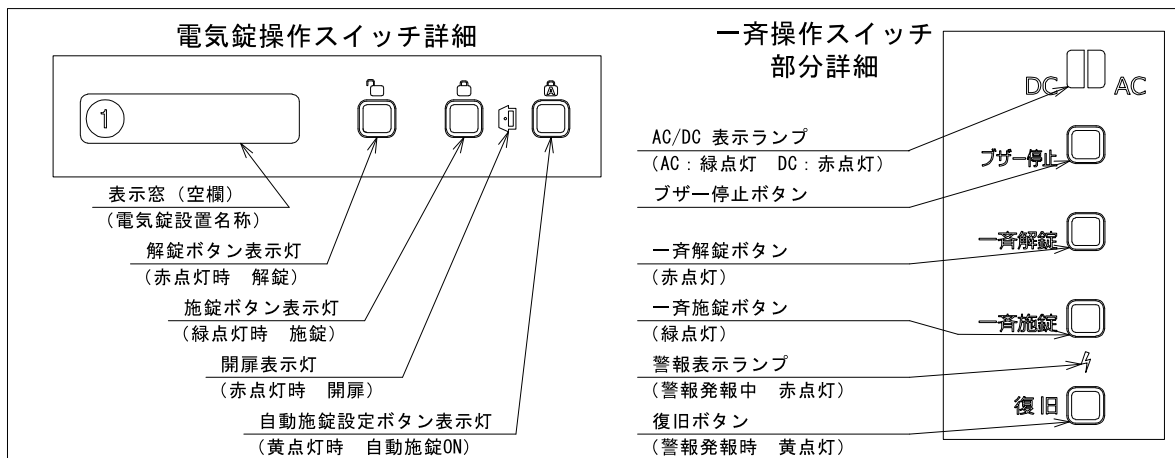 電気錠操作スイッチ詳細
①
A
表示窓（空欄）
(電気錠設置名称)
解錠ボタン表示灯
(赤点灯時　解錠)
施錠ボタン表示灯
(緑点灯時　施錠)
開扉表示灯
(赤点灯時　開扉)
自動施錠設定ボタン表示灯
(黄点灯時　自動施錠ON)
一斉操作スイッチ
部分詳細
DC AC
AC/DC 表示ランプ
(AC：緑点灯　DC：赤点灯)
ブザー停止
ブザー停止ボタン
一斉解錠
一斉解錠ボタン
(赤点灯)
一斉施錠
一斉施錠ボタン
(緑点灯)
警報表示ランプ
(警報発報中　赤点灯)
復旧
復旧ボタン
(警報発報時　黄点灯)